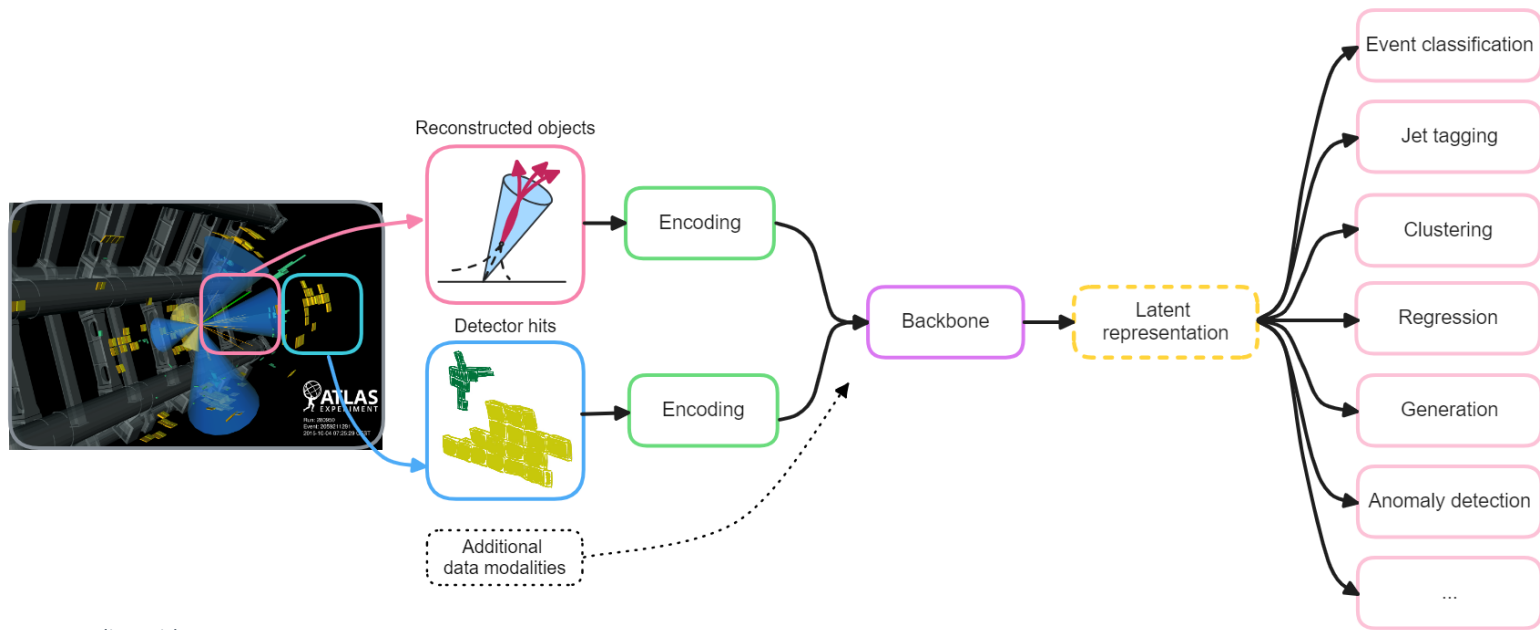 Event classification
Reconstructed objects
Jet tagging
Encoding
Clustering
Detector hits
Backbone
Latent
representation
Regression
ATLAS
EXPERIMENT
Encoding
Generation
Additional
data modalities
Anomaly detection
...